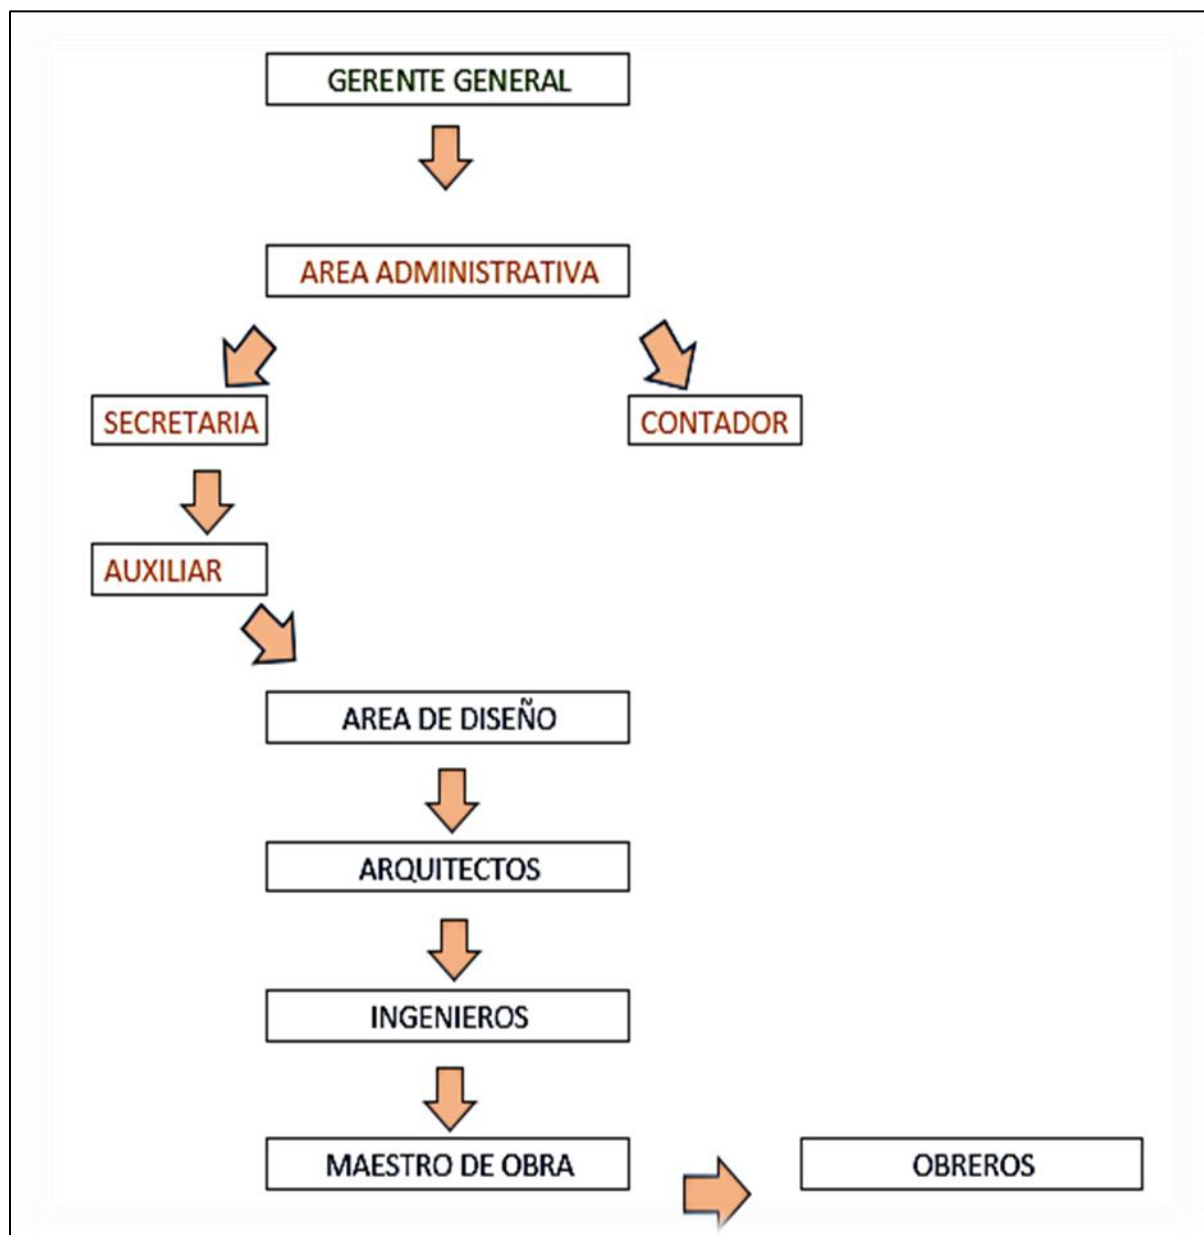 GERENTE GENERAL
AREA ADMINISTRATIVA
SECRETARIA
CONTADOR
AUXILIAR
AREA DE DISEÑO
ARQUITECTOS
INGENIEROS
MAESTRO DE OBRA
OBREROS